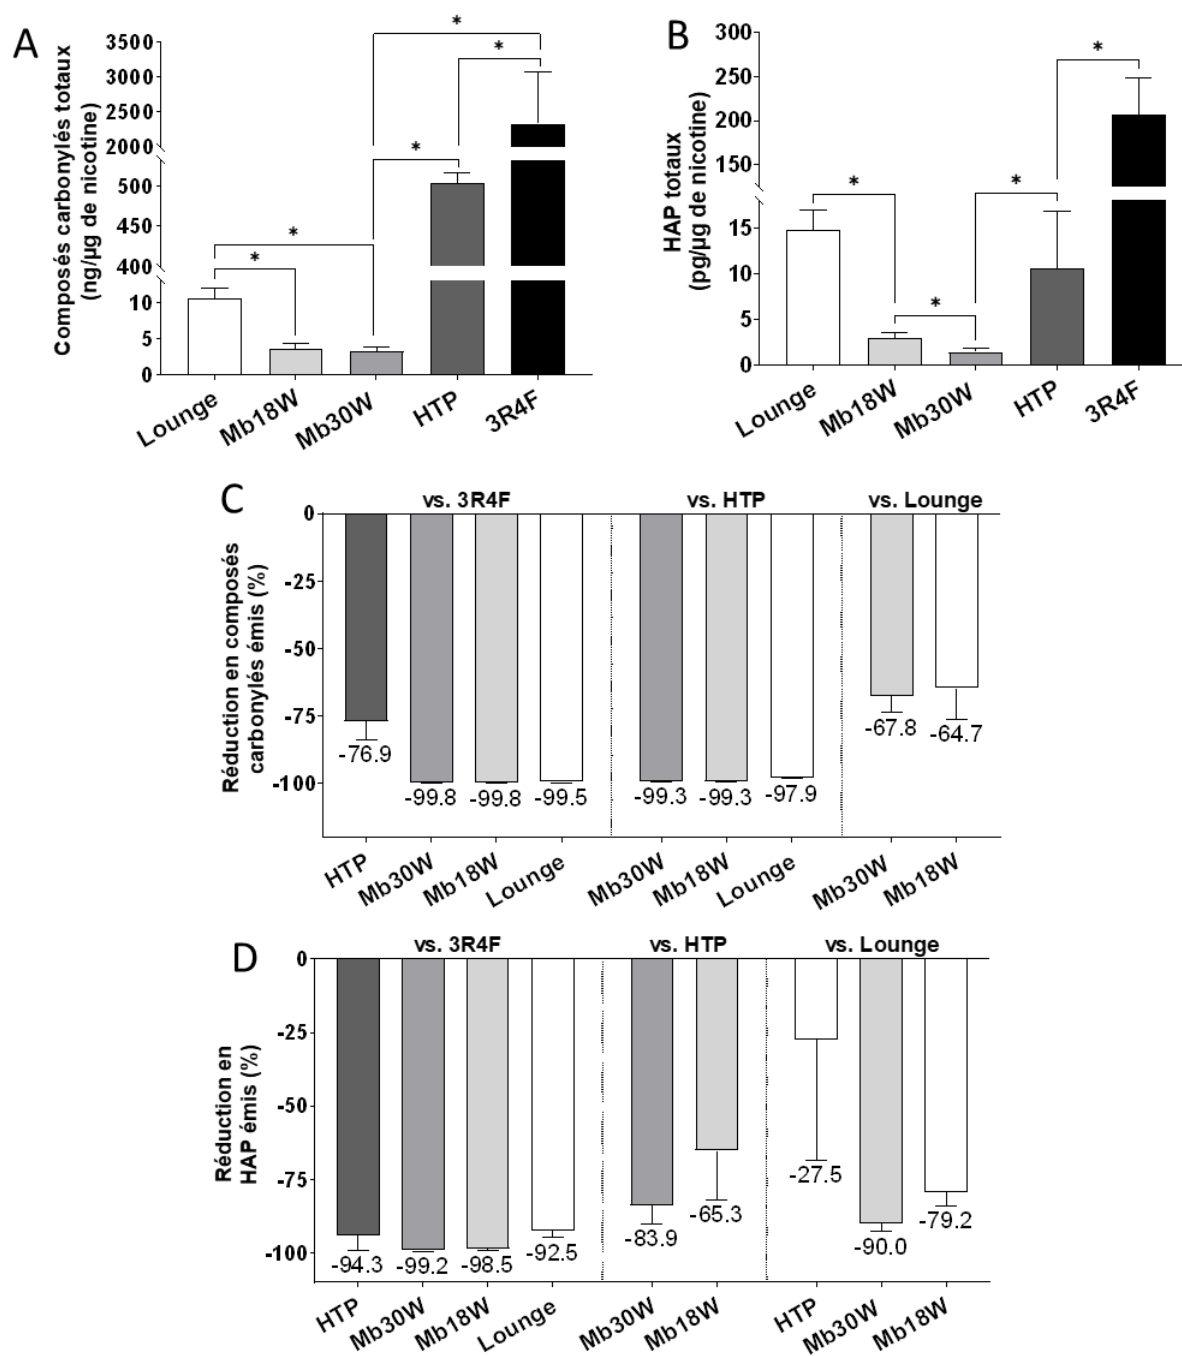 A
Composés carbonylés totaux
(ng/µg de nicotine)
3500
3000
2500
2000
500
450
400
10
5
0
*
*
*
*
*
Lounge
Mb18W
Mb30W
HTP
3R4F
B
HAP totaux
(pg/µg de nicotine)
300
250
200
150
15
10
5
0
*
*
*
*
Lounge
Mb18W
Mb30W
HTP
3R4F
C
vs. 3R4F
vs. HTP
vs. Lounge
Réduction en composés
carbonylés émis (%)
0
-25
-50
-75
-100
-76.9
-99.8
-99.8
-99.5
-99.3
-99.3
-97.9
-67.8
-64.7
HTP
Mb30W
Mb18W
Lounge
Mb30W
Mb18W
Lounge
Mb30W
Mb18W
D
vs. 3R4F
vs. HTP
vs. Lounge
Réduction en
HAP émis (%)
0
-25
-50
-75
-100
-94.3
-99.2
-98.5
-92.5
-83.9
-65.3
-27.5
-90.0
-79.2
HTP
Mb30W
Mb18W
Lounge
Mb30W
Mb18W
HTP
Mb30W
Mb18W